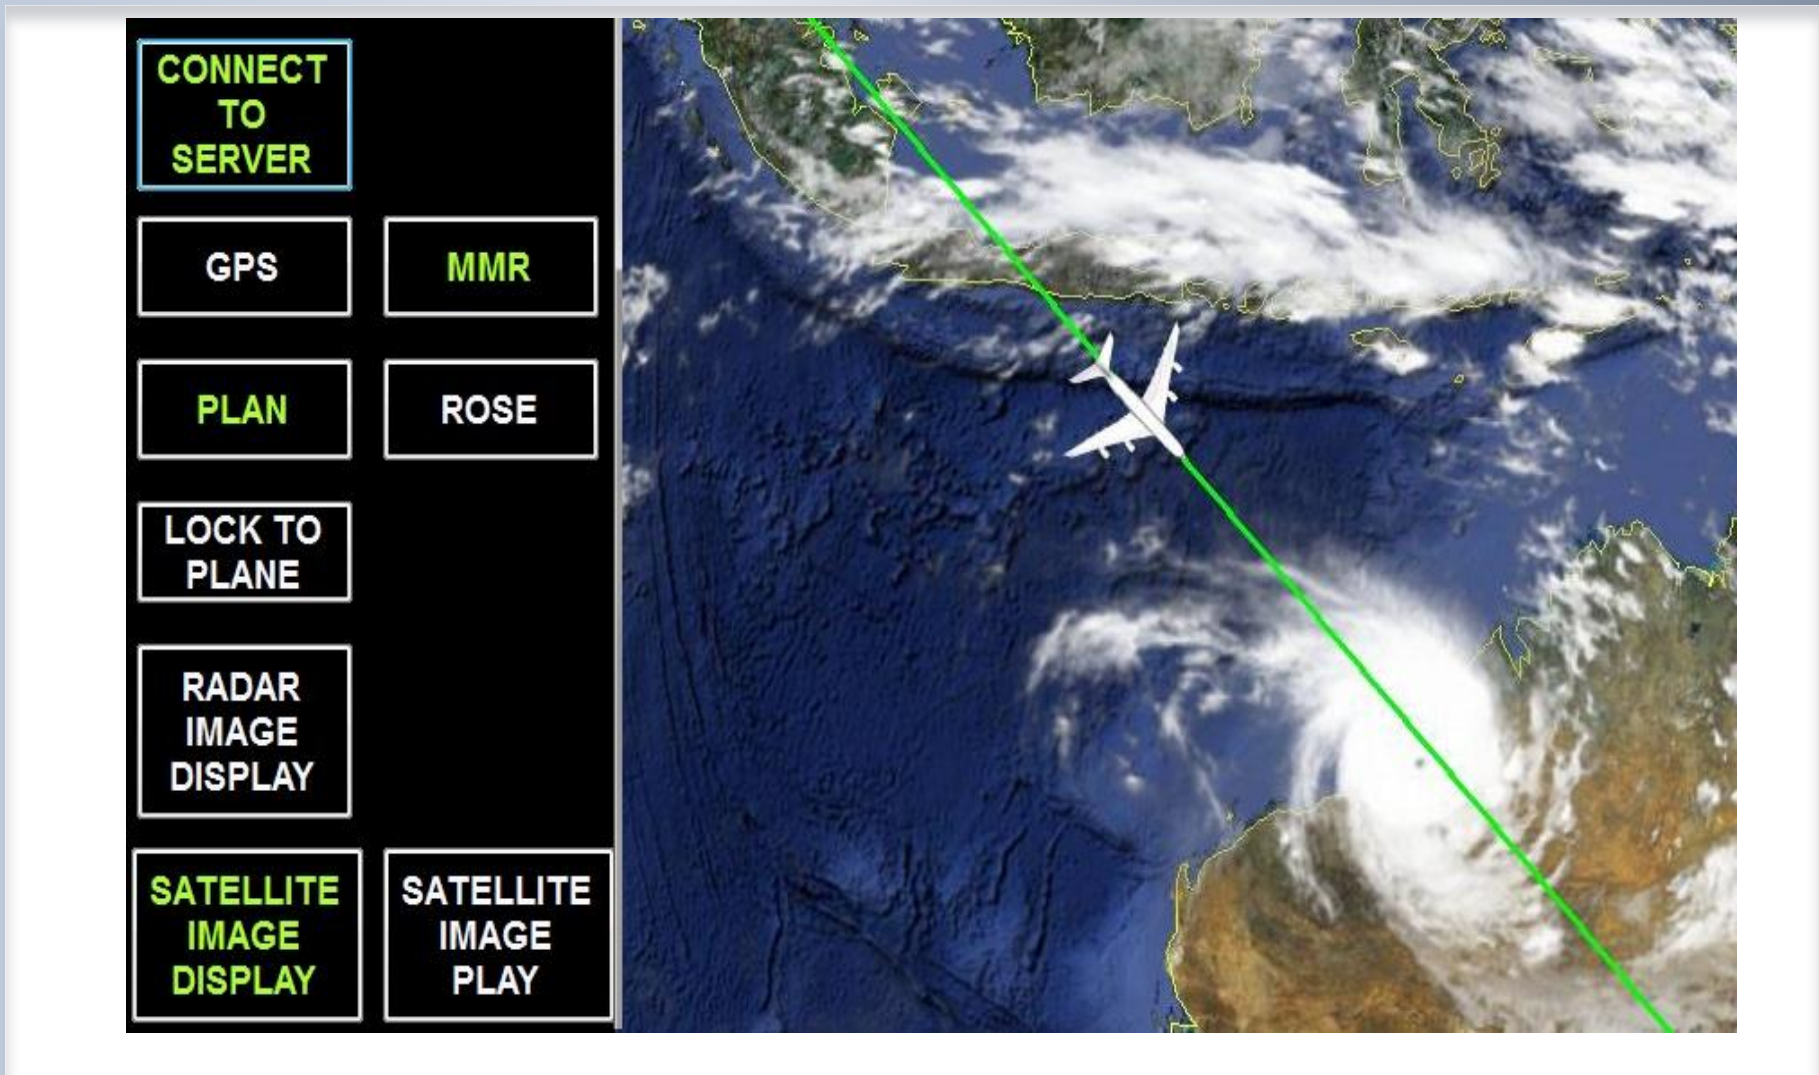 CONNECT
TO
SERVER
GPS
MMR
PLAN
ROSE
LOCK TO
PLANE
RADAR
IMAGE
DISPLAY
SATELLITE
IMAGE
DISPLAY
SATELLITE
IMAGE
PLAY